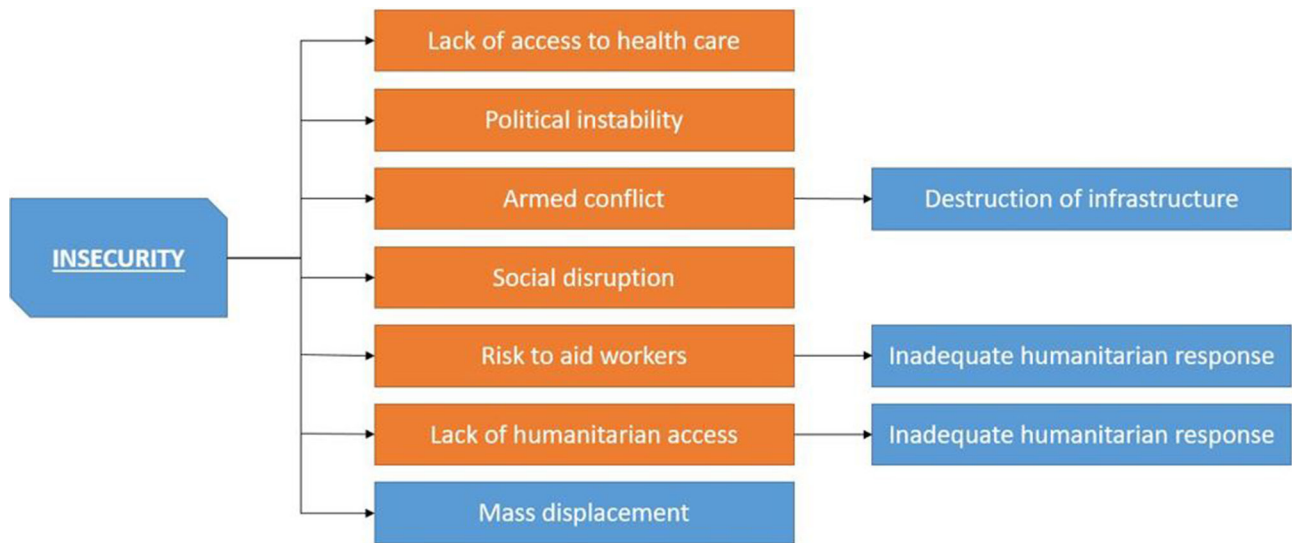 Lack of access to health care
Political instability
Armed conflict
Destruction of infrastructure
INSECURITY
Social disruption
Risk to aid workers
Inadequate humanitarian response
Lack of humanitarian access
Inadequate humanitarian response
Mass displacement